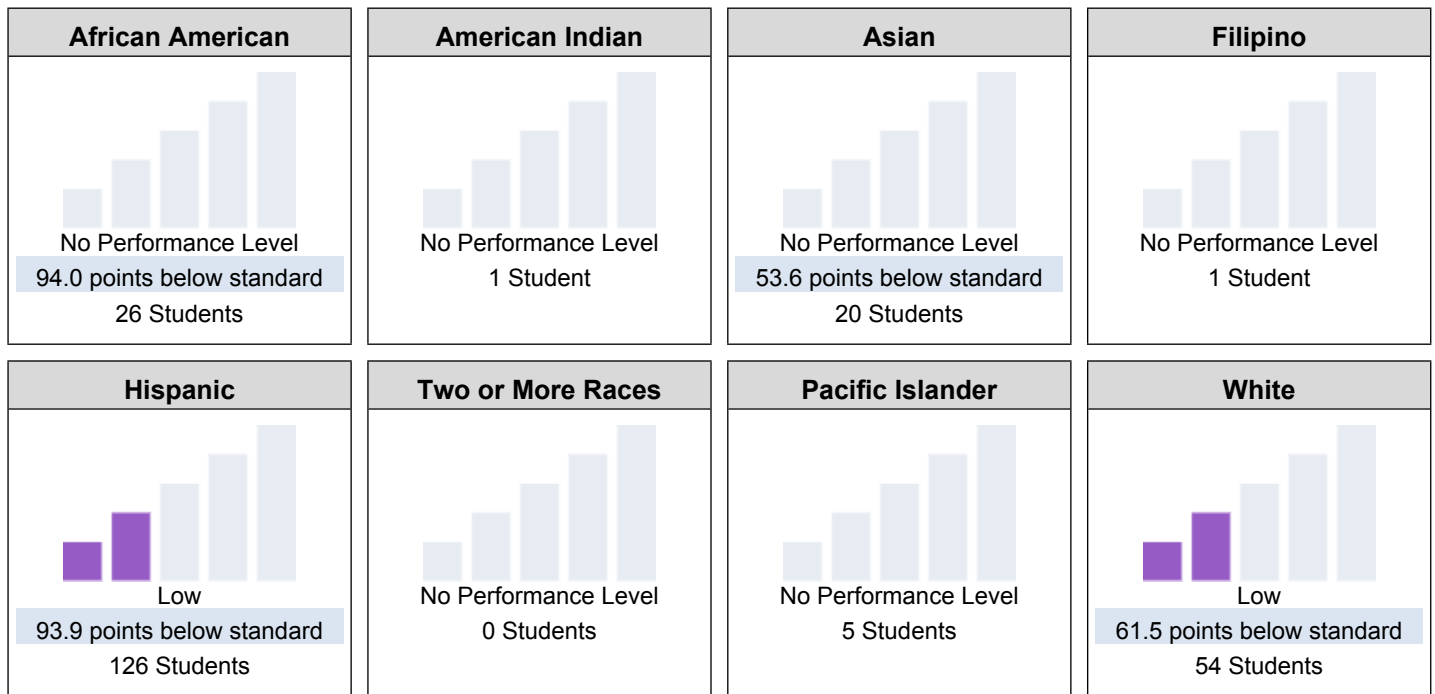 African American
No Performance Level
94.0 points below standard
26 Students
American Indian
No Performance Level
1 Student
Asian
No Performance Level
53.6 points below standard
20 Students
Filipino
No Performance Level
1 Student
Hispanic
Low
93.9 points below standard
126 Students
Two or More Races
No Performance Level
0 Students
Pacific Islander
No Performance Level
5 Students
White
Low
61.5 points below standard
54 Students